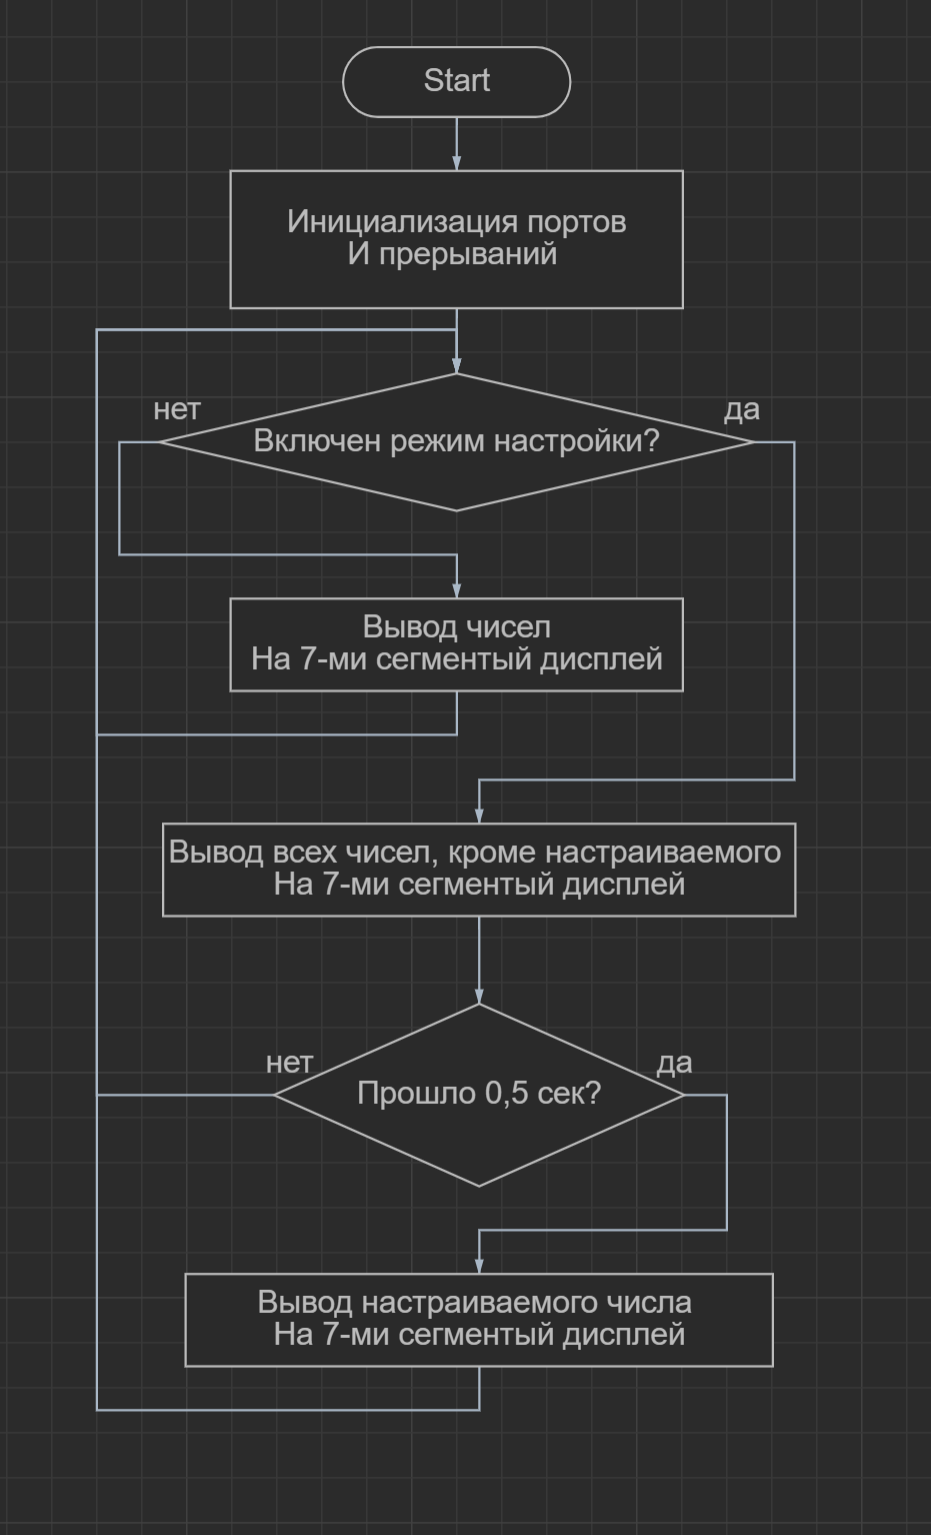 Start
Инициализация портов
И прерываний
нет
да
Включен режим настройки?
Вывод чисел
На 7-ми сегментый дисплей
Вывод всех чисел, кроме настраиваемого
На 7-ми сегментый дисплей
нет
да
Прошло 0,5 сек?
Вывод настраиваемого числа
На 7-ми сегментый дисплей